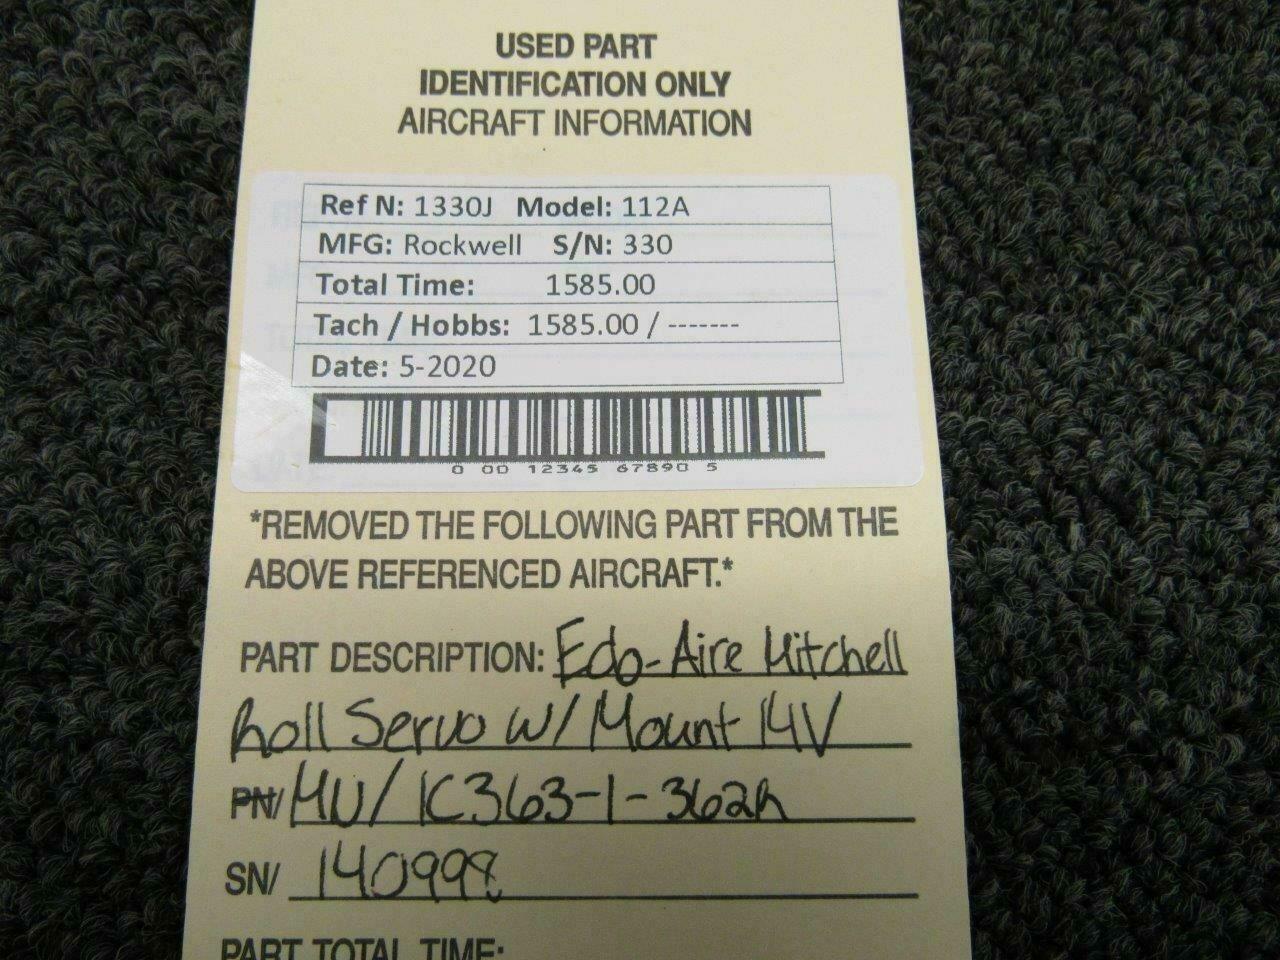 USED PART
IDENTIFICATION ONLY
AIRCRAFT INFORMATION
Ref N: 1330J Model: 112A
MFG: Rockwell S/N: 330
Total Time: 1585.00
Tach / Hobbs: 1585.00 / -------
Date: 5-2020
0 00 12345 67890 5
*REMOVED THE FOLLOWING PART FROM THE
ABOVE REFERENCED AIRCRAFT.*
PART DESCRIPTION: Edo-Aire Mitchell
Roll Servo w/ Mount 14V
PN/ MU/ 1C363-1-362R
SN/ 140998
PART TOTAL TIME: